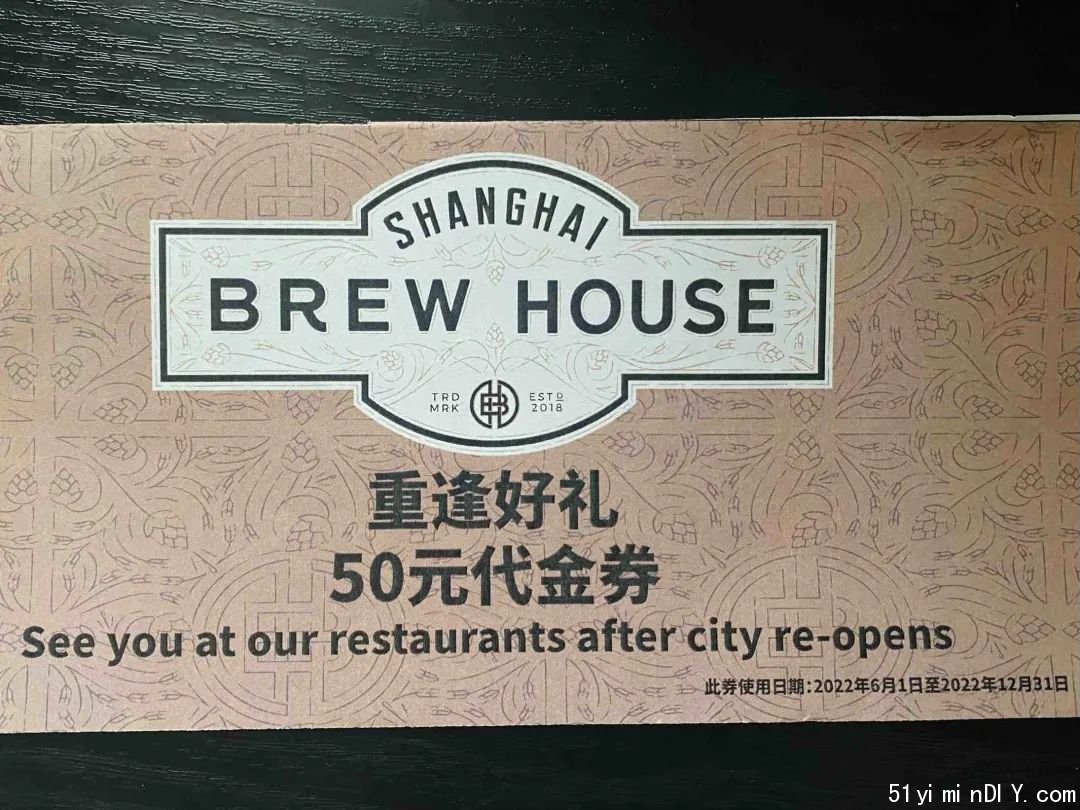 SHANGHAI
BREW HOUSE
TRD MRK
HB
ESTD 2018
重逢好礼
50元代金券
See you at our restaurants after city re-opens
此券使用日期:2022年6月1日至2022年12月31日
51yiminDIY.com